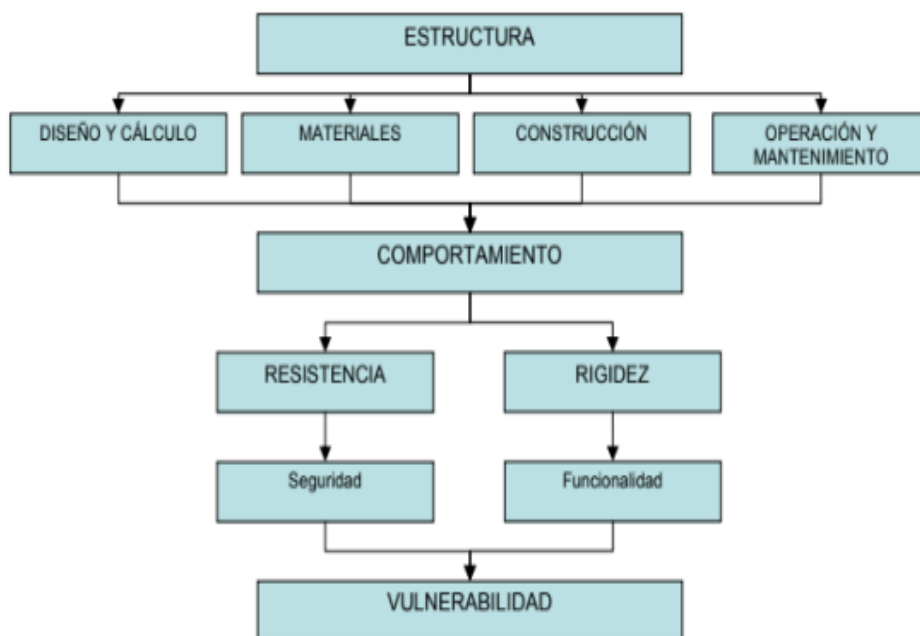 ESTRUCTURA
DISEÑO Y CÁLCULO
MATERIALES
CONSTRUCCIÓN
OPERACIÓN Y
MANTENIMIENTO
COMPORTAMIENTO
RESISTENCIA
RIGIDEZ
Seguridad
Funcionalidad
VULNERABILIDAD